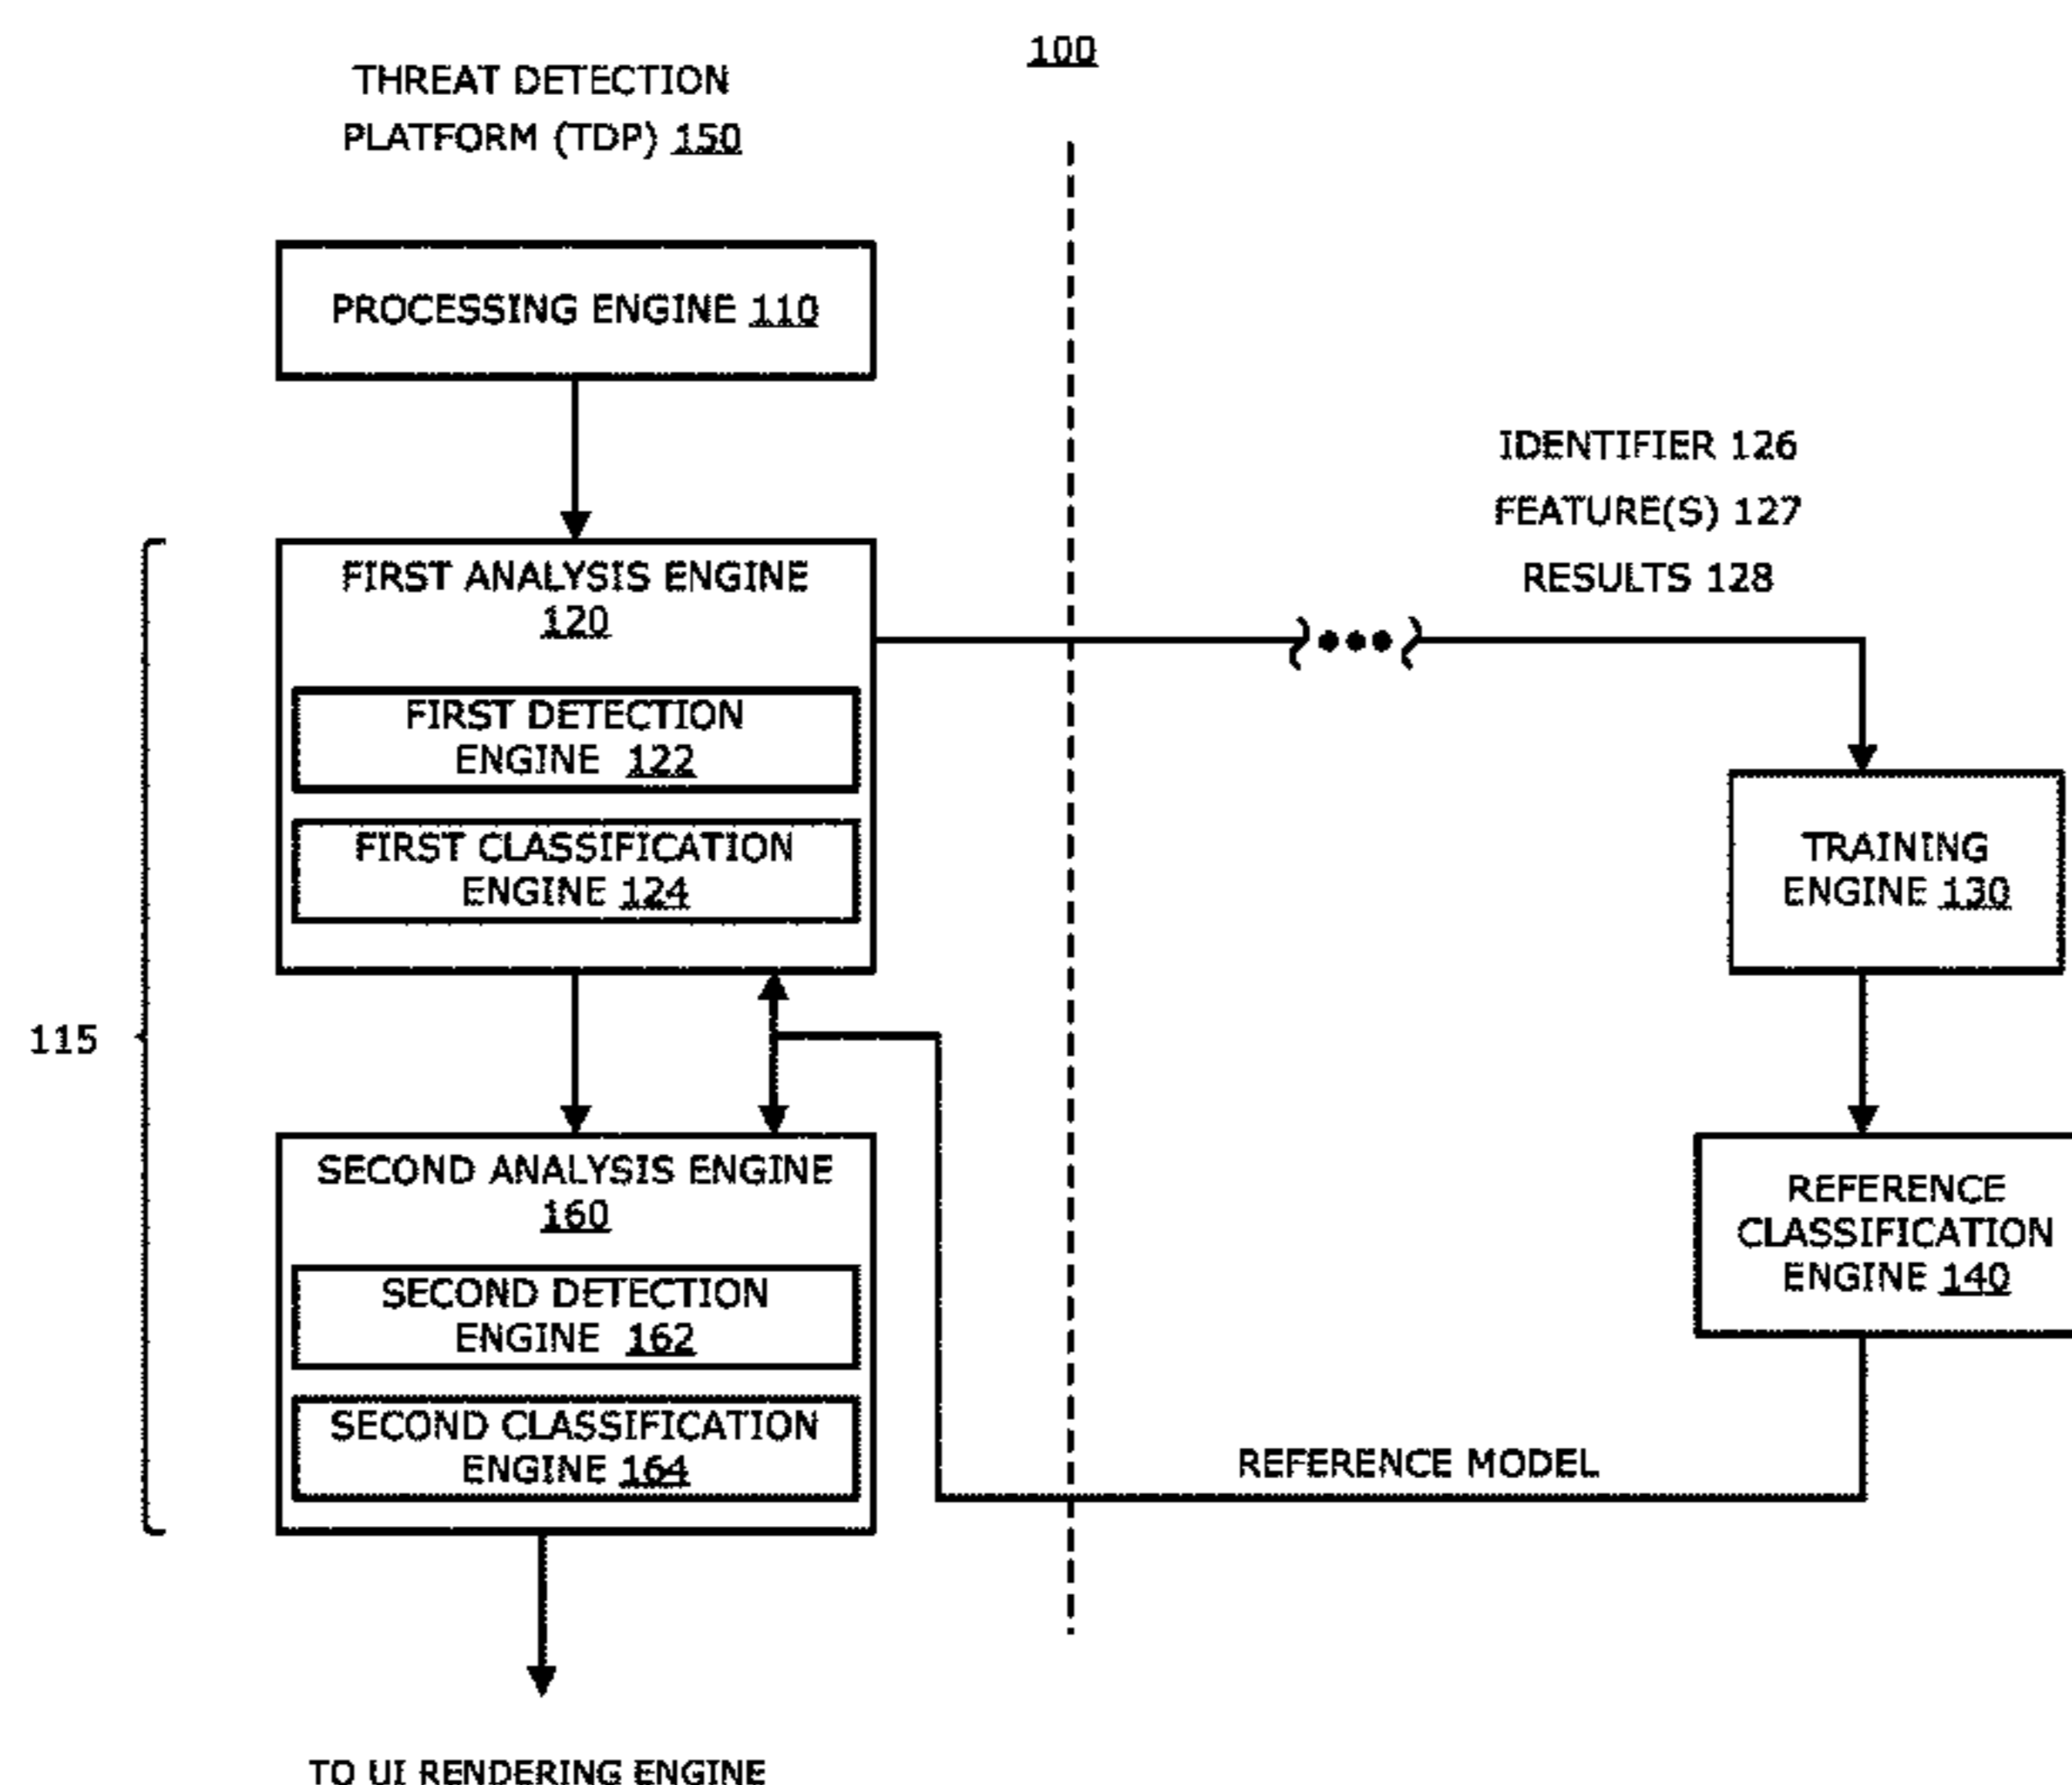 100
THREAT DETECTION
PLATFORM (TDP) 150
PROCESSING ENGINE 110
IDENTIFIER 126
FEATURE(S) 127
RESULTS 128
FIRST ANALYSIS ENGINE
120
FIRST DETECTION
ENGINE 122
FIRST CLASSIFICATION
ENGINE 124
TRAINING
ENGINE 130
115
SECOND ANALYSIS ENGINE
160
SECOND DETECTION
ENGINE 162
SECOND CLASSIFICATION
ENGINE 164
REFERENCE
CLASSIFICATION
ENGINE 140
REFERENCE MODEL
TO UI RENDERING ENGINE